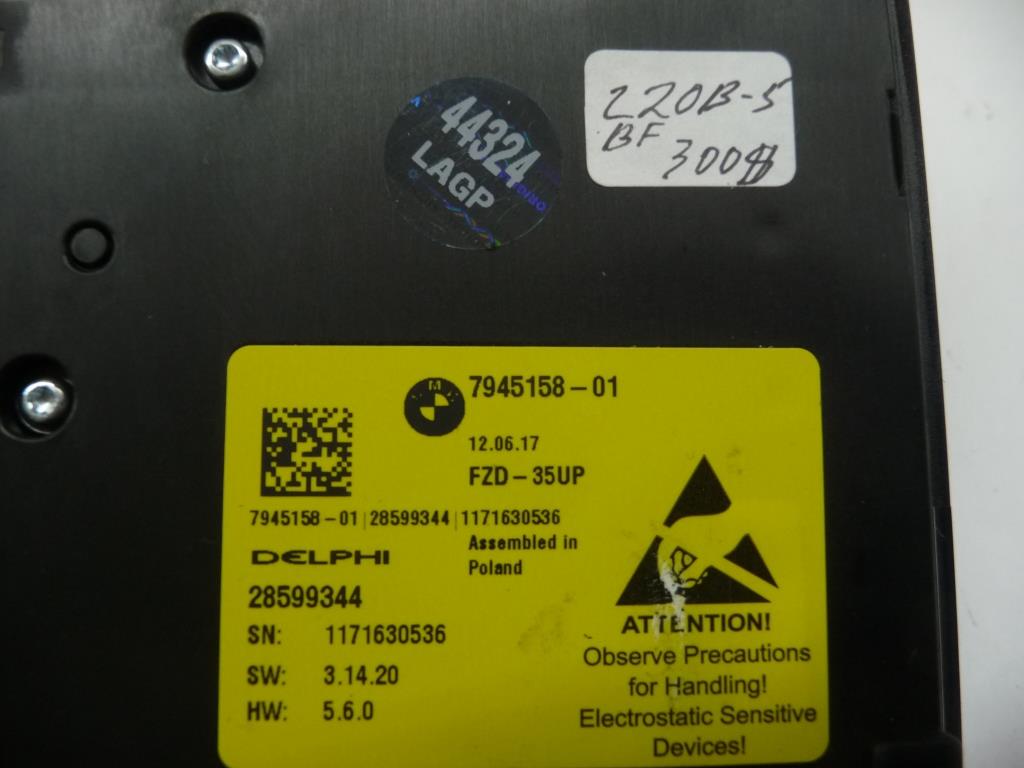 44324
LAGP
220B-5
BF
300$
M
7945158-01
12.06.17
FZD-35UP
7945158-01|28599344|1171630536
Assembled in
Poland
DELPHI
28599344
SN: 1171630536
SW: 3.14.20
HW: 5.6.0
ATTENTION!
Observe Precautions
for Handling!
Electrostatic Sensitive
Devices!